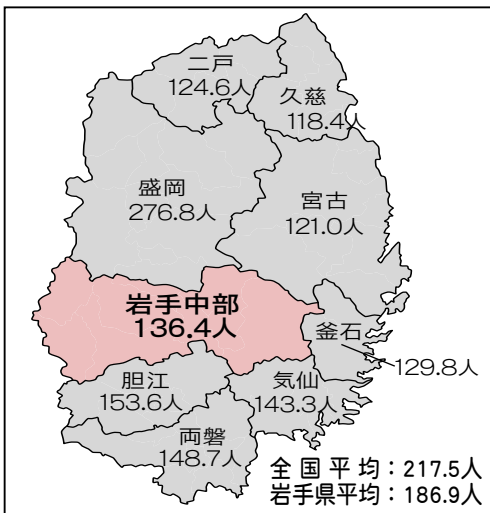 二戸
124.6人
久慈
118.4人
盛岡
276.8人
宮古
121.0人
岩手中部
136.4人
釜石
129.8人
胆江
153.6人
気仙
143.3人
両磐
148.7人
全国平均：217.5人
岩手県平均：186.9人